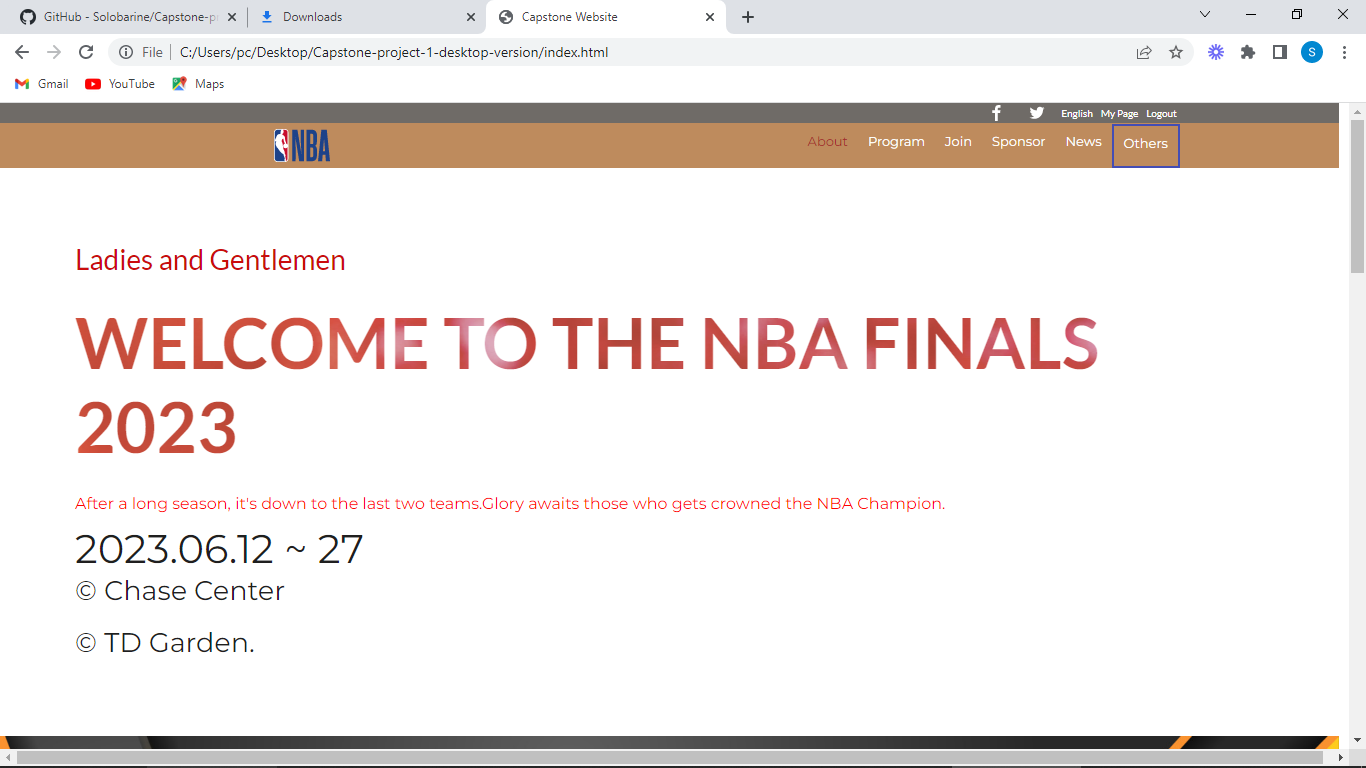 GitHub - Solobarine/Capstone-p
Downloads
Capstone Website
File
C:/Users/pc/Desktop/Capstone-project-1-desktop-version/index.html
S
Gmail
YouTube
Maps
English My Page Logout
NBA
About Program Join Sponsor News Others
Ladies and Gentlemen
WELCOME TO THE NBA FINALS
2023
After a long season, it's down to the last two teams.Glory awaits those who gets crowned the NBA Champion.
2023.06.12 ~ 27
© Chase Center
© TD Garden.